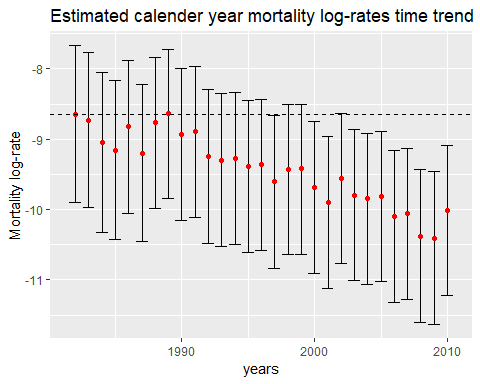 Estimated calender year mortality log-rates time trend
Mortality log-rate
-8
-9
-10
-11
1990
2000
2010
years